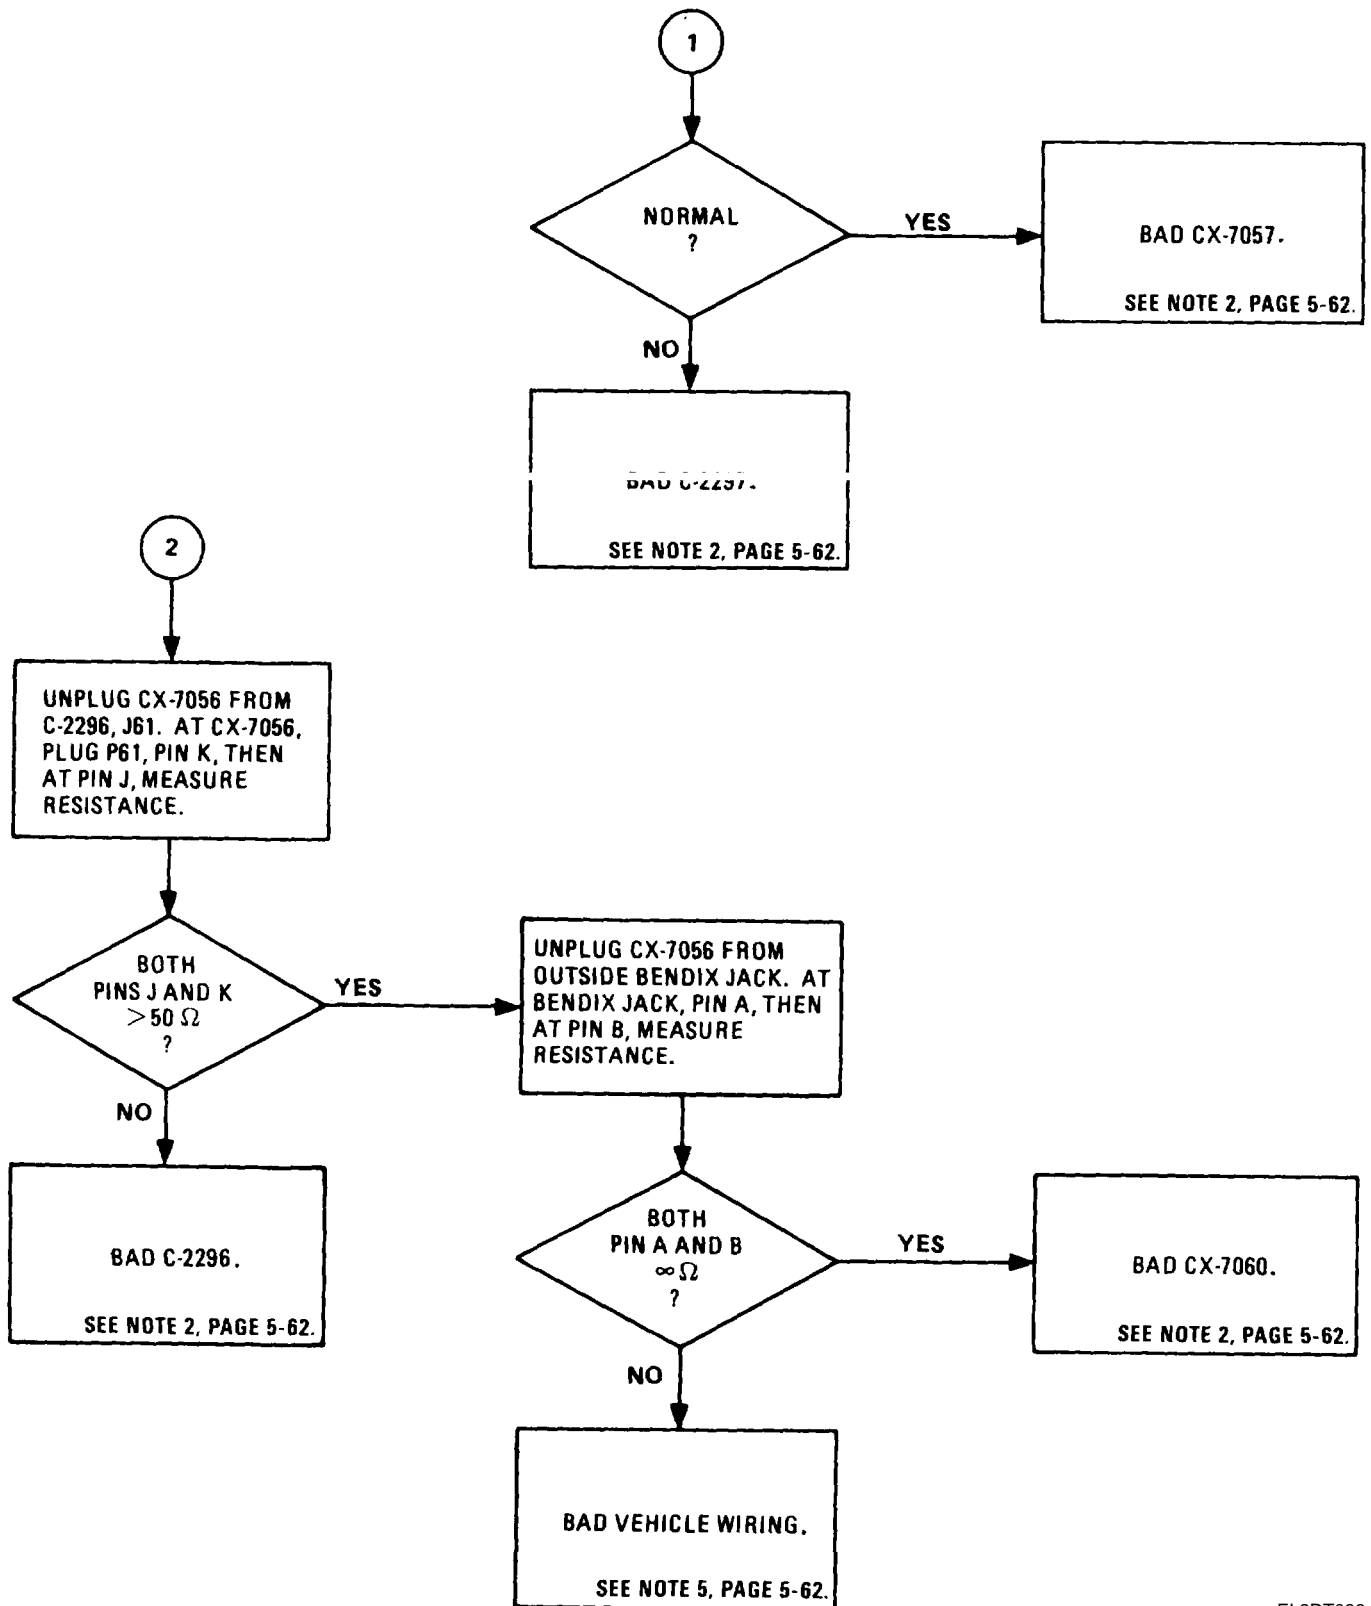 1
NORMAL
?
YES
BAD CX-7057.
SEE NOTE 2, PAGE 5-62.
NO
BAD C-2297.
SEE NOTE 2, PAGE 5-62.
2
UNPLUG CX-7056 FROM
C-2296, J61. AT CX-7056,
PLUG P61, PIN K, THEN
AT PIN J, MEASURE
RESISTANCE.
BOTH
PINS J AND K
>50 Ω
?
YES
UNPLUG CX-7056 FROM
OUTSIDE BENDIX JACK. AT
BENDIX JACK, PIN A, THEN
AT PIN B, MEASURE
RESISTANCE.
NO
BAD C-2296.
SEE NOTE 2, PAGE 5-62.
BOTH
PIN A AND B
∞ Ω
?
YES
BAD CX-7060.
SEE NOTE 2, PAGE 5-62.
NO
BAD VEHICLE WIRING.
SEE NOTE 5, PAGE 5-62.